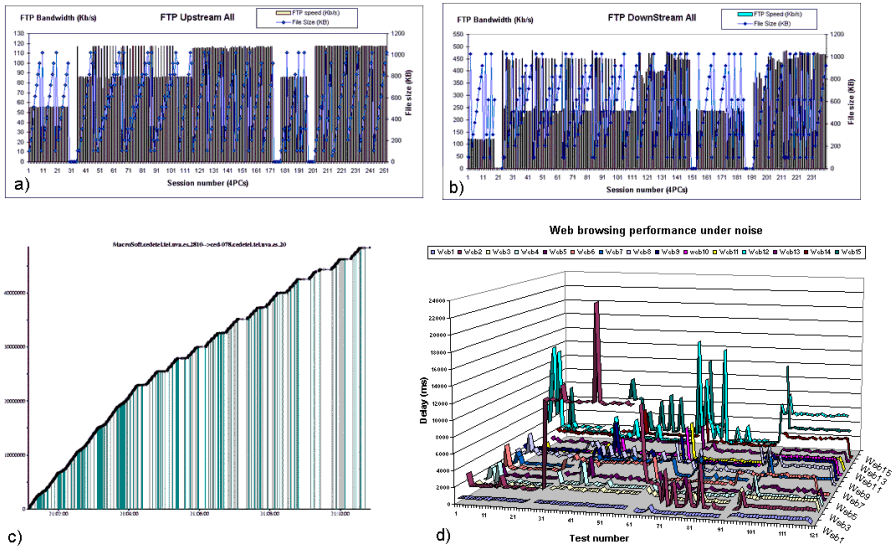 FTP Bandwidth (Kb/s)
FTP Upstream All
FTP speed (Kb/s)
File Size (KB)
130
120
110
100
90
80
70
60
50
40
30
20
10
0
1200
1000
800
600
400
200
0
File size (KB)
1 11 21 31 41 51 61 71 81 91 101 111 121 131 141 151 161 171 181 191 201 211 221 231 241 251
Session number (4PCs)
a)
FTP Bandwidth (Kb/s)
FTP DownStream All
FTP Speed (Kb/s)
File Size (KB)
550
500
450
400
350
300
250
200
150
100
50
0
1200
1000
800
600
400
200
0
File Size (KB)
1 11 21 31 41 51 61 71 81 91 101 111 121 131 141 151 161 171 181 191 201 211 221 231
Session number (4PCs)
b)
40000000
30000000
20000000
10000000
0
c)
Web browsing performance under noise
Web1 Web2 Web3 Web4 Web5 Web6 Web7 Web8 Web9 Web10 Web11 Web12 Web13 Web14 Web15
24000
22000
20000
18000
16000
14000
12000
10000
8000
6000
4000
2000
0
Delay (ms)
1 11 21 31 41 51 61 71 81 91 101 111 121
Test number
Web15
Web13
Web11
Web9
Web7
Web5
Web3
Web1
d)